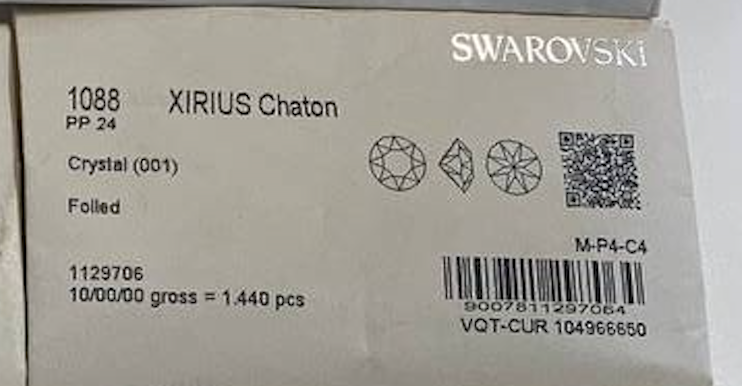 SWAROVSKI
1088 XIRIUS Chaton
PP 24
Crystal (001)
Foiled
M-P4-C4
1129706
10/00/00 gross = 1.440 pcs
9007811297064
VQT-CUR 104966650